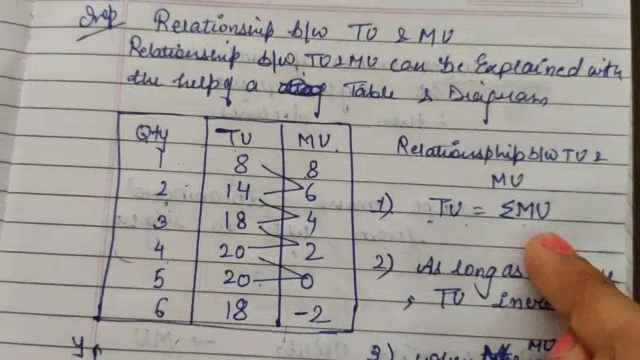 Imp Relationship b/w TU & MU
Relationship b/w TU & MU can be Explained with
the help of a Table & Diagram
Qty TU MU
1 8 8
2 14 6
3 18 4
4 20 2
5 20 0
6 18 -2
Relationship b/w TU &
MU
1) TU = ΣMU
2) As long as
, TU
3) MU